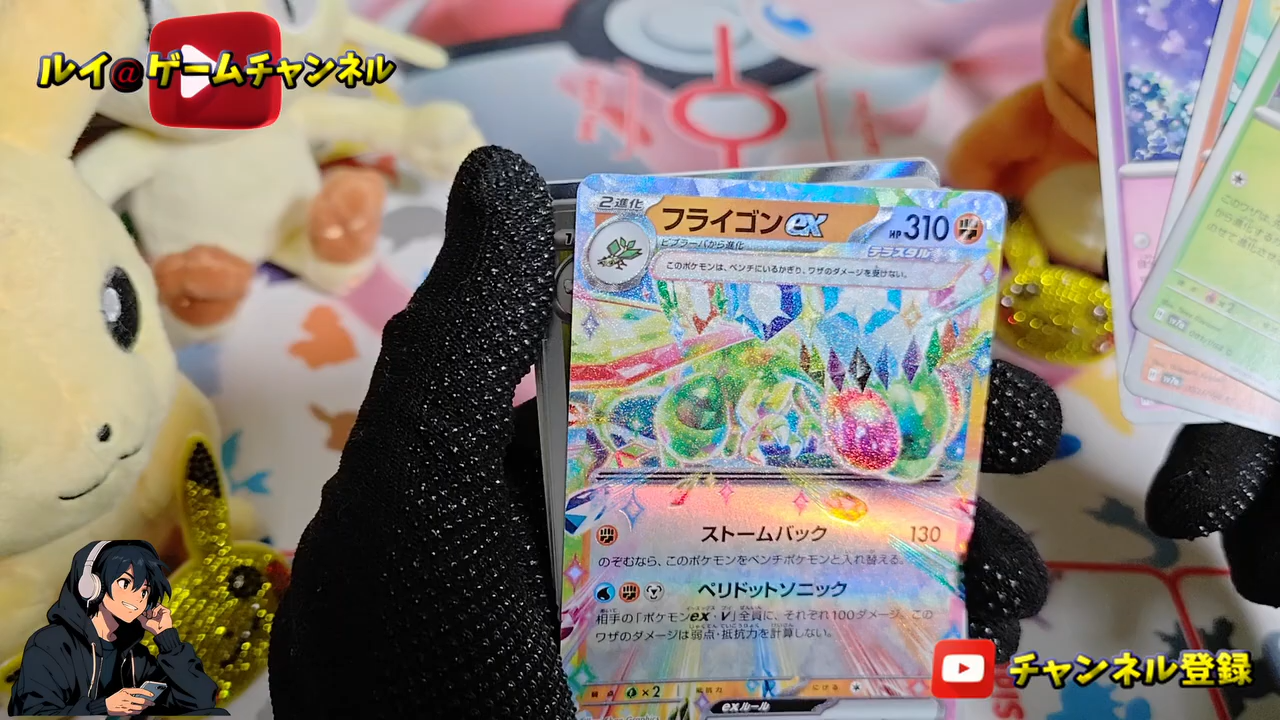 ルイ@ゲームチャンネル
2進化
フライゴンex
HP310
ビブラーバから進化
テラスタル
このポケモンは、ベンチにいるかぎり、ワザのダメージを受けない。
ストームバック 130
のぞむなら、このポケモンをベンチポケモンと入れ替える。
ペリドットソニック
相手の「ポケモンex・V」全員に、それぞれ100ダメージ。この
ワザのダメージは弱点・抵抗力を計算しない。
×2
抵抗力
にげる
exルール
チャンネル登録